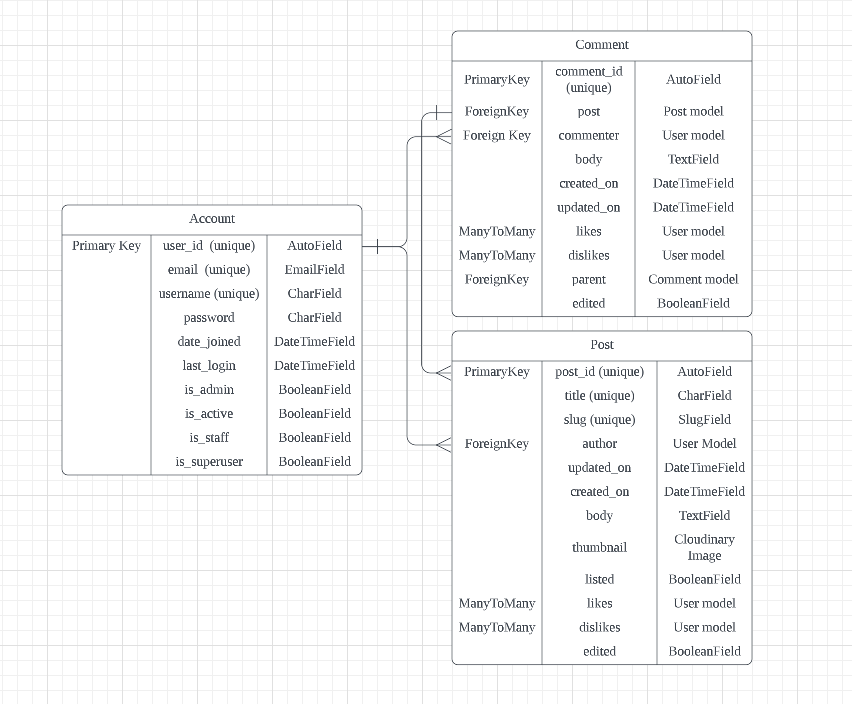 Comment
PrimaryKey comment_id (unique) AutoField
ForeignKey post Post model
Foreign Key commenter User model
body TextField
created_on DateTimeField
updated_on DateTimeField
ManyToMany likes User model
ManyToMany dislikes User model
ForeignKey parent Comment model
edited BooleanField
Account
Primary Key user_id (unique) AutoField
email (unique) EmailField
username (unique) CharField
password CharField
date_joined DateTimeField
last_login DateTimeField
is_admin BooleanField
is_active BooleanField
is_staff BooleanField
is_superuser BooleanField
Post
PrimaryKey post_id (unique) AutoField
title (unique) CharField
slug (unique) SlugField
ForeignKey author User Model
updated_on DateTimeField
created_on DateTimeField
body TextField
thumbnail Cloudinary Image
listed BooleanField
ManyToMany likes User model
ManyToMany dislikes User model
edited BooleanField